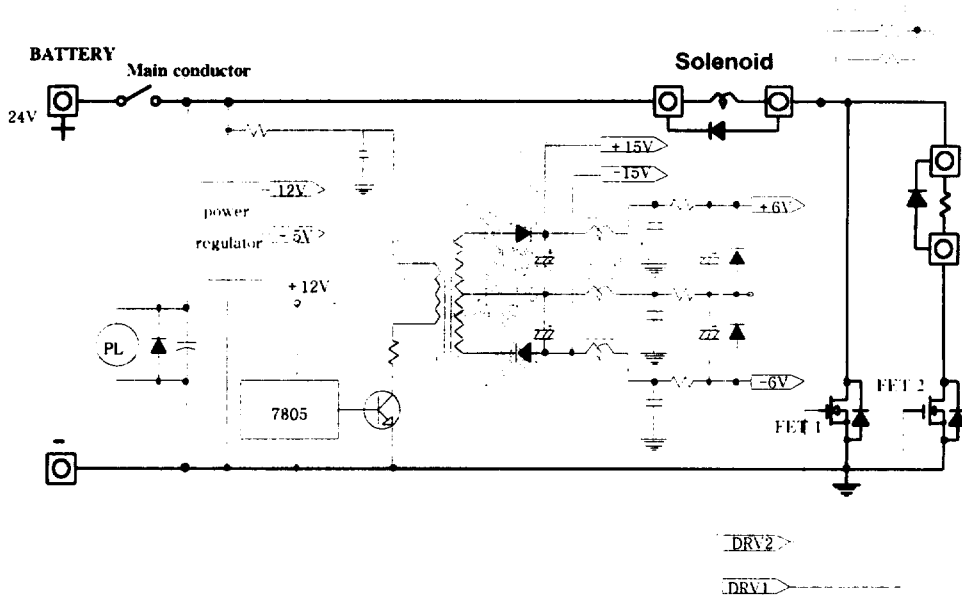 BATTERY
Main conductor
Solenoid
24V
+
+15V
-15V
12V
+6V
power
regulator
5V
+12V
PL
7805
-6V
FET 2
FET 1
-
DRV2
DRV1